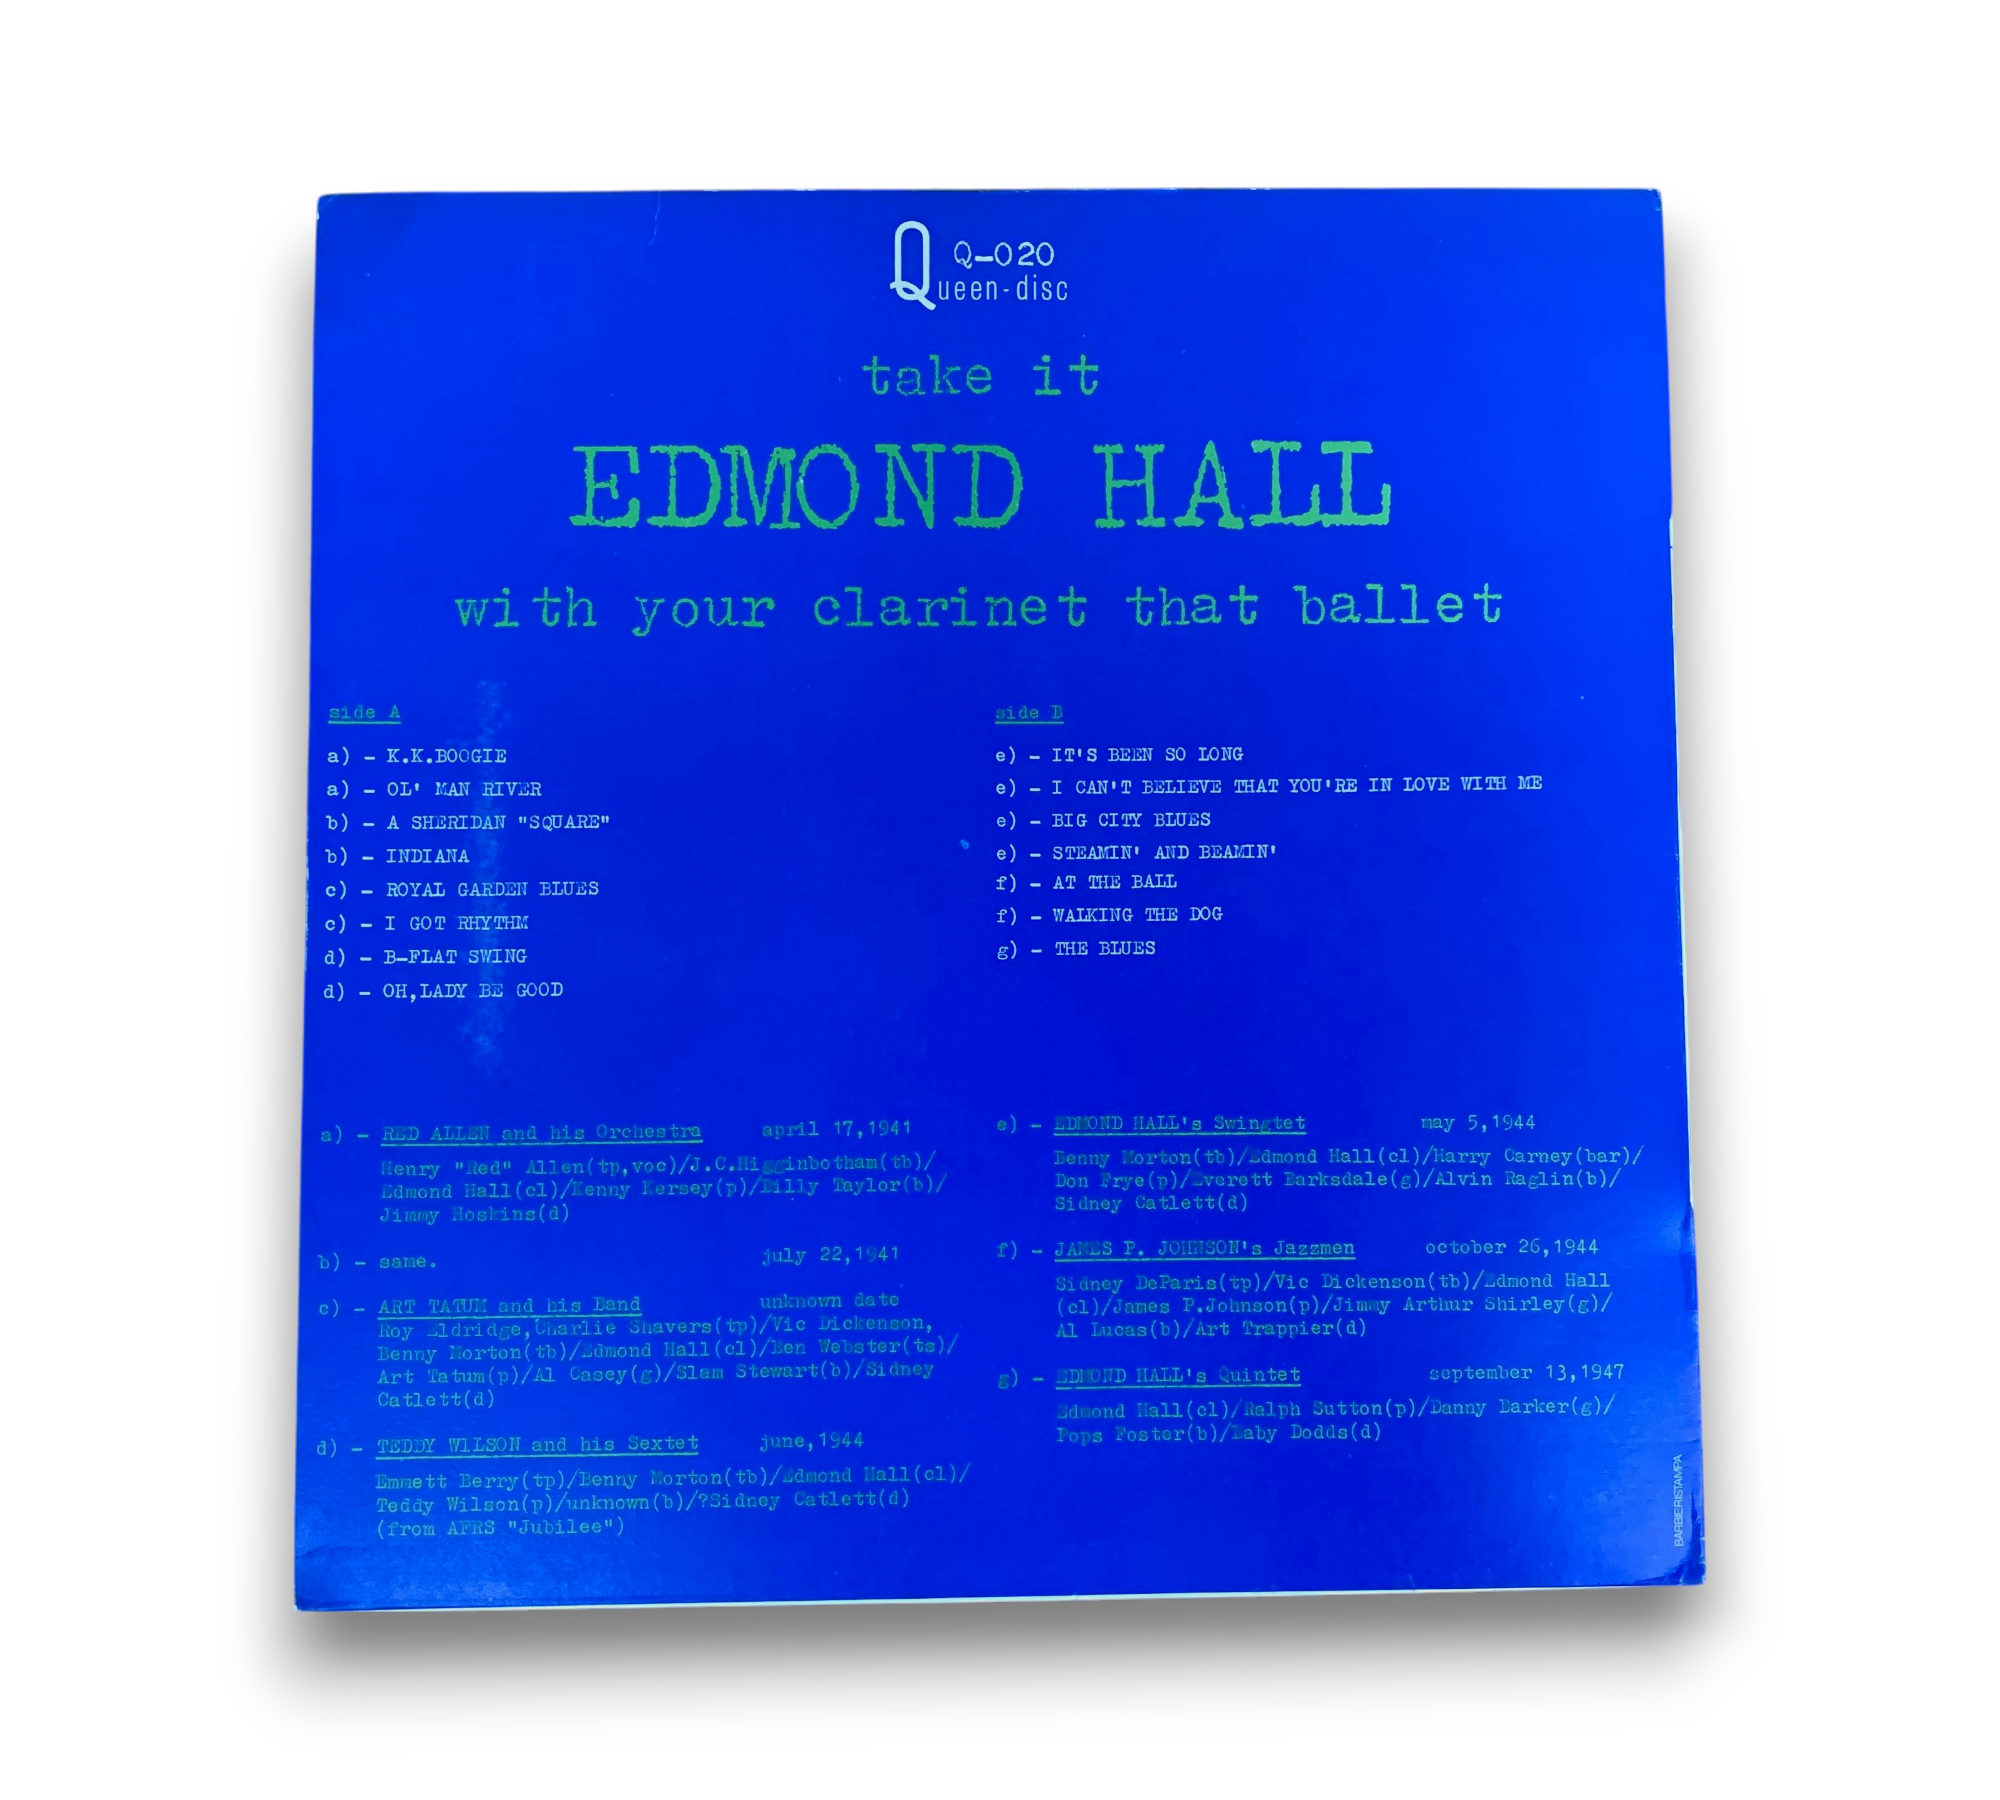 Q-020
Queen-disc
take it
EDMOND HALL
with your clarinet that ballet
side A
a) - K.K.BOOGIE
a) - OL' MAN RIVER
b) - A SHERIDAN "SQUARE"
b) - INDIANA
c) - ROYAL GARDEN BLUES
c) - I GOT RHYTHM
d) - B-FLAT SWING
d) - OH,LADY BE GOOD
side B
e) - IT'S BEEN SO LONG
e) - I CAN'T BELIEVE THAT YOU'RE IN LOVE WITH ME
e) - BIG CITY BLUES
e) - STEAMIN' AND BEAMIN'
f) - AT THE BALL
f) - WALKING THE DOG
g) - THE BLUES
a) - RED ALLEN and his Orchestra april 17,1941
Henry "Red" Allen(tp,voc)/J.C.Higginbotham(tb)/
Edmond Hall(cl)/Kenny Kersey(p)/Billy Taylor(b)/
Jimmy Hoskins(d)
b) - same. july 22,1941
c) - ART TATUM and his Band unknown date
Roy Eldridge,Charlie Shavers(tp)/Vic Dickenson,
Benny Morton(tb)/Edmond Hall(cl)/Ben Webster(ts)/
Art Tatum(p)/Al Casey(g)/Slam Stewart(b)/Sidney
Catlett(d)
d) - TEDDY WILSON and his Sextet june,1944
Emmett Berry(tp)/Benny Morton(tb)/Edmond Hall(cl)/
Teddy Wilson(p)/unknown(b)/?Sidney Catlett(d)
(from AFRS "Jubilee")
e) - EDMOND HALL's Swingtet may 5,1944
Benny Morton(tb)/Edmond Hall(cl)/Harry Carney(bar)/
Don Frye(p)/Everett Barksdale(g)/Alvin Raglin(b)/
Sidney Catlett(d)
f) - JAMES P. JOHNSON's Jazzmen october 26,1944
Sidney DeParis(tp)/Vic Dickenson(tb)/Edmond Hall
(cl)/James P.Johnson(p)/Jimmy Arthur Shirley(g)/
Al Lucas(b)/Art Trappier(d)
g) - EDMOND HALL's Quintet september 13,1947
Edmond Hall(cl)/Ralph Sutton(p)/Danny Barker(g)/
Pops Foster(b)/Baby Dodds(d)
BARBIERISTAMPA